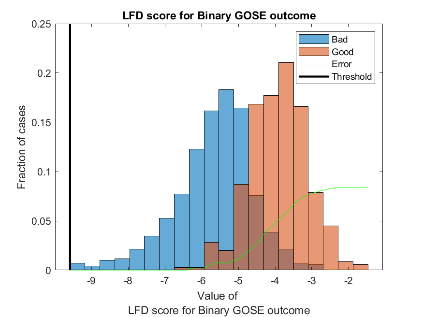 LFD score for Binary GOSE outcome
0.25
0.2
0.15
0.1
0.05
0
Fraction of cases
Bad
Good
Error
Threshold
-9 -8 -7 -6 -5 -4 -3 -2
Value of
LFD score for Binary GOSE outcome